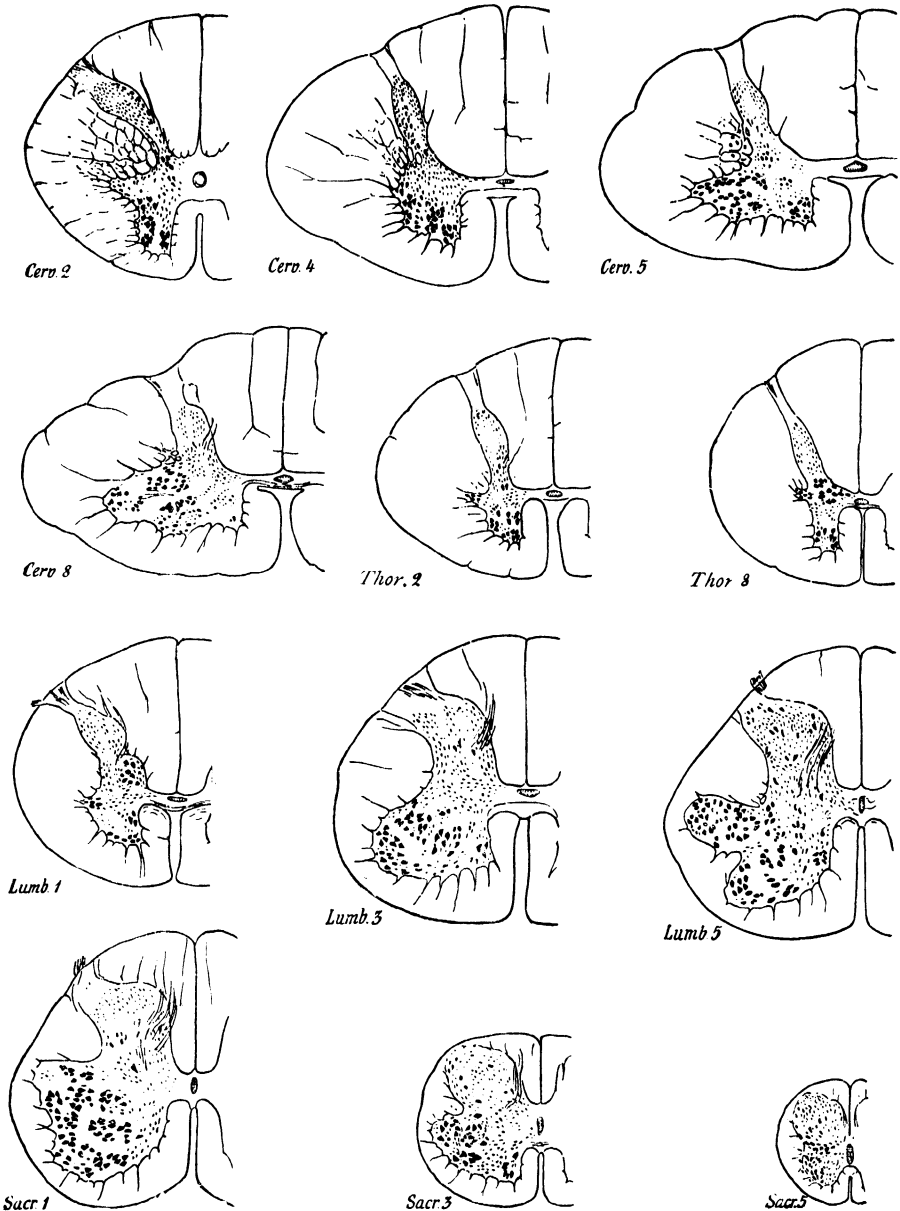 Cerv. 2
Cerv. 4
Cerv. 5
Cerv 8
Thor. 2
Thor 8
Lumb. 1
Lumb. 3
Lumb 5
Sacr. 1
Sacr. 3
Sacr. 5